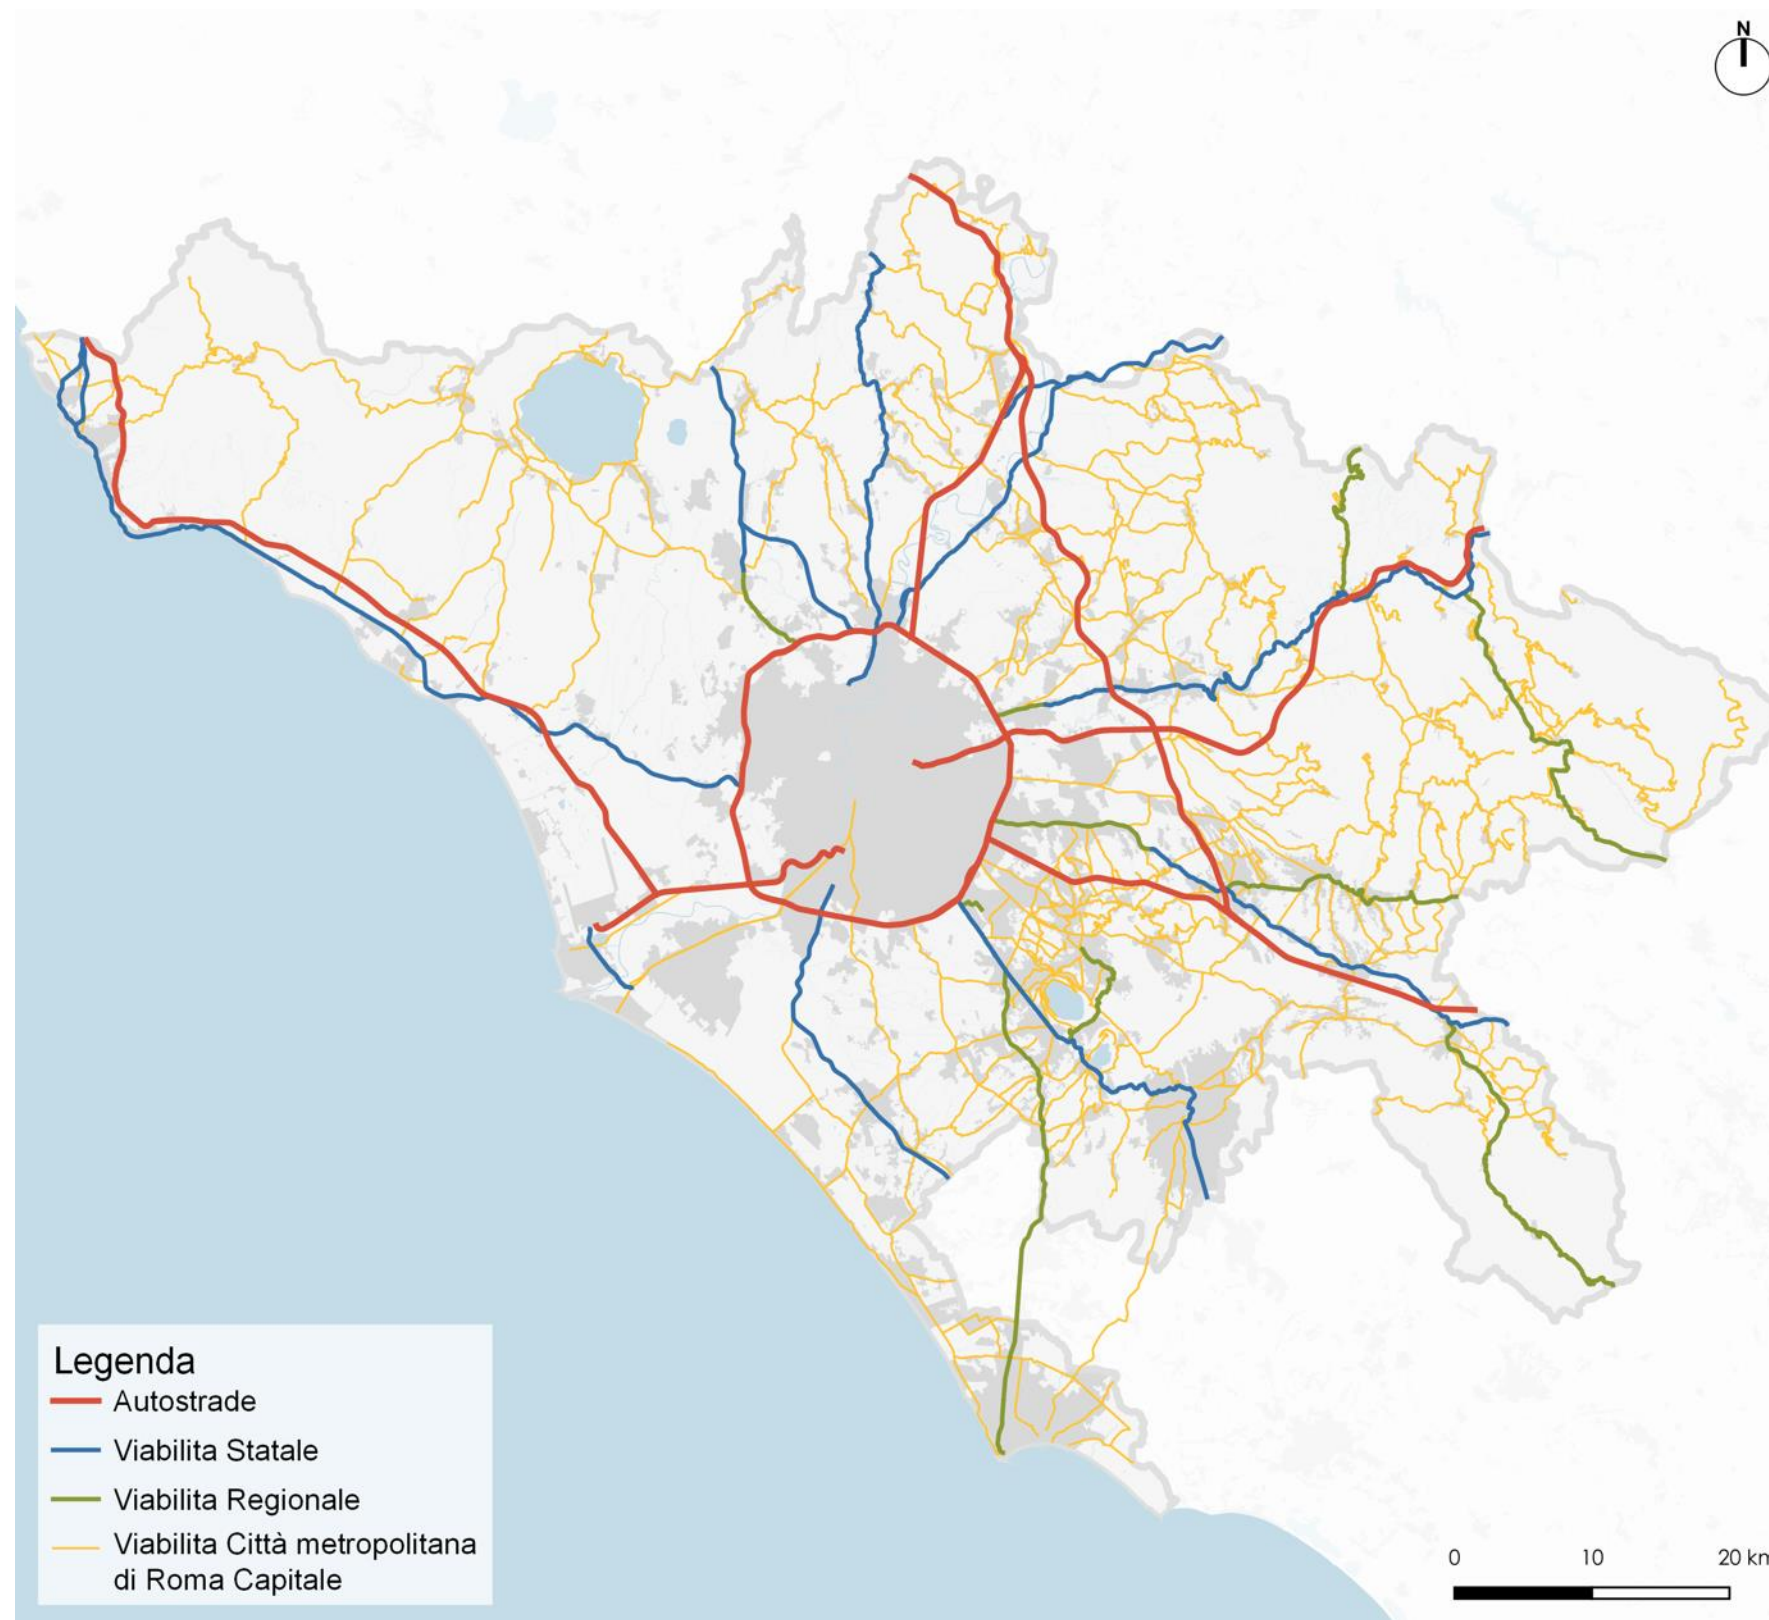 N
Legenda
Autostrade
Viabilita Statale
Viabilita Regionale
Viabilita Città metropolitana
di Roma Capitale
0 10 20 km